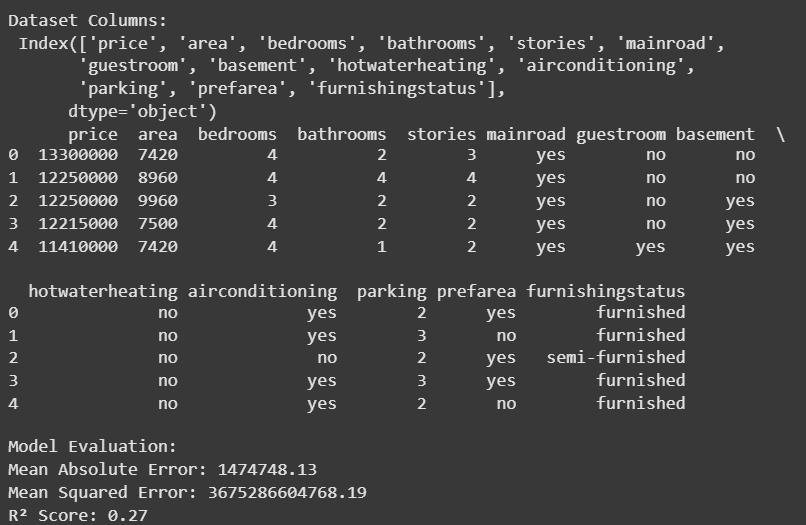 Dataset Columns:
Index(['price', 'area', 'bedrooms', 'bathrooms', 'stories', 'mainroad',
'guestroom', 'basement', 'hotwaterheating', 'airconditioning',
'parking', 'prefarea', 'furnishingstatus'],
dtype='object')
price area bedrooms bathrooms stories mainroad guestroom basement \
0 13300000 7420 4 2 3 yes no no
1 12250000 8960 4 4 4 yes no no
2 12250000 9960 3 2 2 yes no yes
3 12215000 7500 4 2 2 yes no yes
4 11410000 7420 4 1 2 yes yes yes
hotwaterheating airconditioning parking prefarea furnishingstatus
0 no yes 2 yes furnished
1 no yes 3 no furnished
2 no no 2 yes semi-furnished
3 no yes 3 yes furnished
4 no yes 2 no furnished
Model Evaluation:
Mean Absolute Error: 1474748.13
Mean Squared Error: 3675286604768.19
R² Score: 0.27